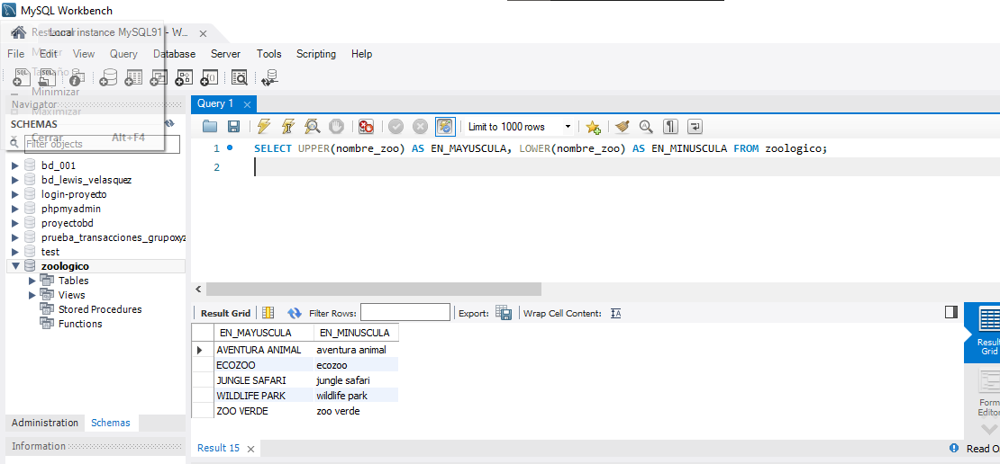 MySQL Workbench
Restaurar
Local instance MySQL91 - W...
File Edit View Query Database Server Tools Scripting Help
Mover
Tamaño
Minimizar
Navigator
Maximizar
SCHEMAS
Cerrar Alt+F4
Filter objects
bd_001
bd_lewis_velasquez
login-proyecto
phpmyadmin
proyectobd
prueba_transacciones_grupoxyz
test
zoologico
Tables
Views
Stored Procedures
Functions
Administration Schemas
Information
Query 1
Limit to 1000 rows
1 SELECT UPPER(nombre_zoo) AS EN_MAYUSCULA, LOWER(nombre_zoo) AS EN_MINUSCULA FROM zoologico;
2
Result Grid Filter Rows: Export: Wrap Cell Content:
EN_MAYUSCULA EN_MINUSCULA
AVENTURA ANIMAL aventura animal
ECOZOO ecozoo
JUNGLE SAFARI jungle safari
WILDLIFE PARK wildlife park
ZOO VERDE zoo verde
Result
Grid
Form
Editor
Result 15
Read O